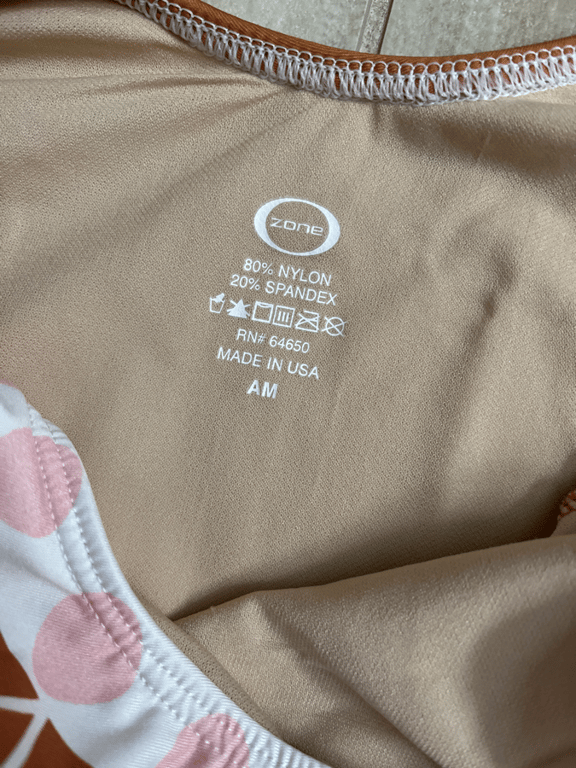 ZONE
80% NYLON
20% SPANDEX
RN# 64650
MADE IN USA
AM